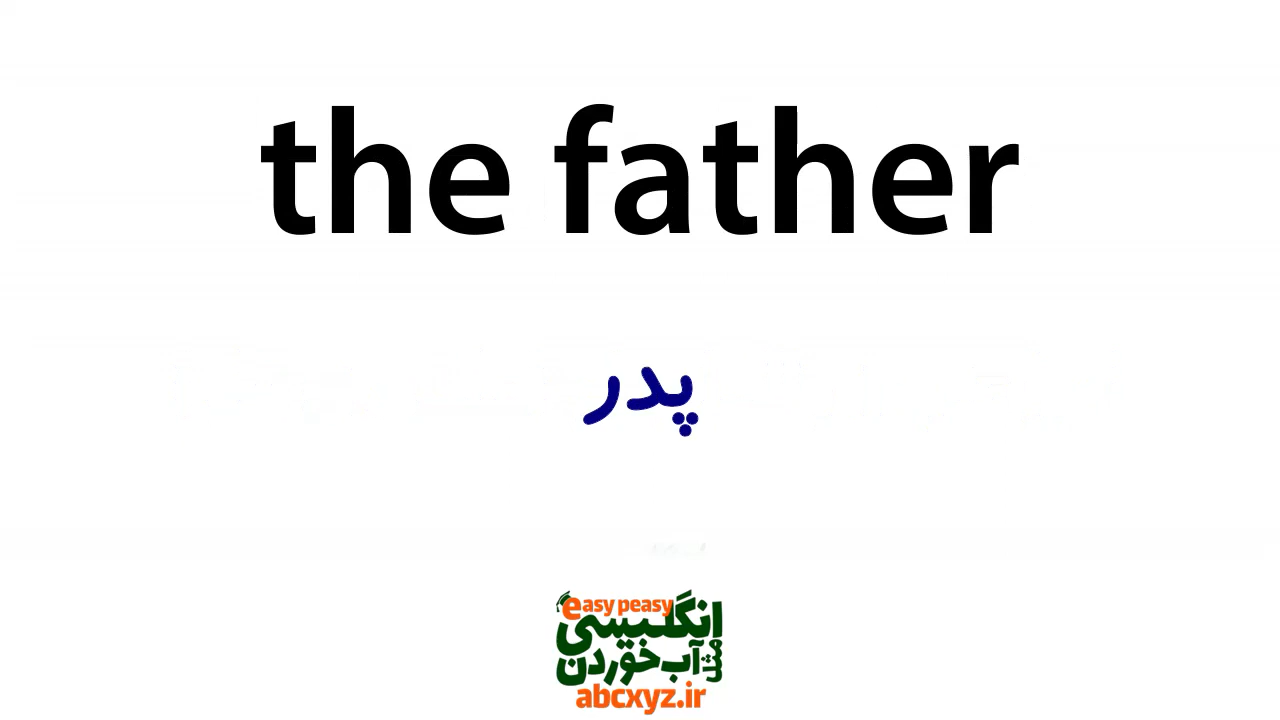 the father
پدر
easy peasy
انگلیسی
مثل آب خوردن
abcxyz.ir